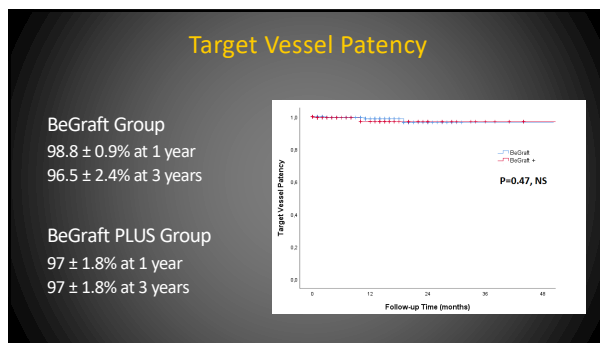 Target Vessel Patency
BeGraft Group
98.8 ± 0.9% at 1 year
96.5 ± 2.4% at 3 years
BeGraft PLUS Group
97 ± 1.8% at 1 year
97 ± 1.8% at 3 years
Target Vessel Patency
1,0
0,8
0,6
0,4
0,2
0,0
BeGraft
BeGraft +
P=0.47, NS
0 12 24 36 48
Follow-up Time (months)